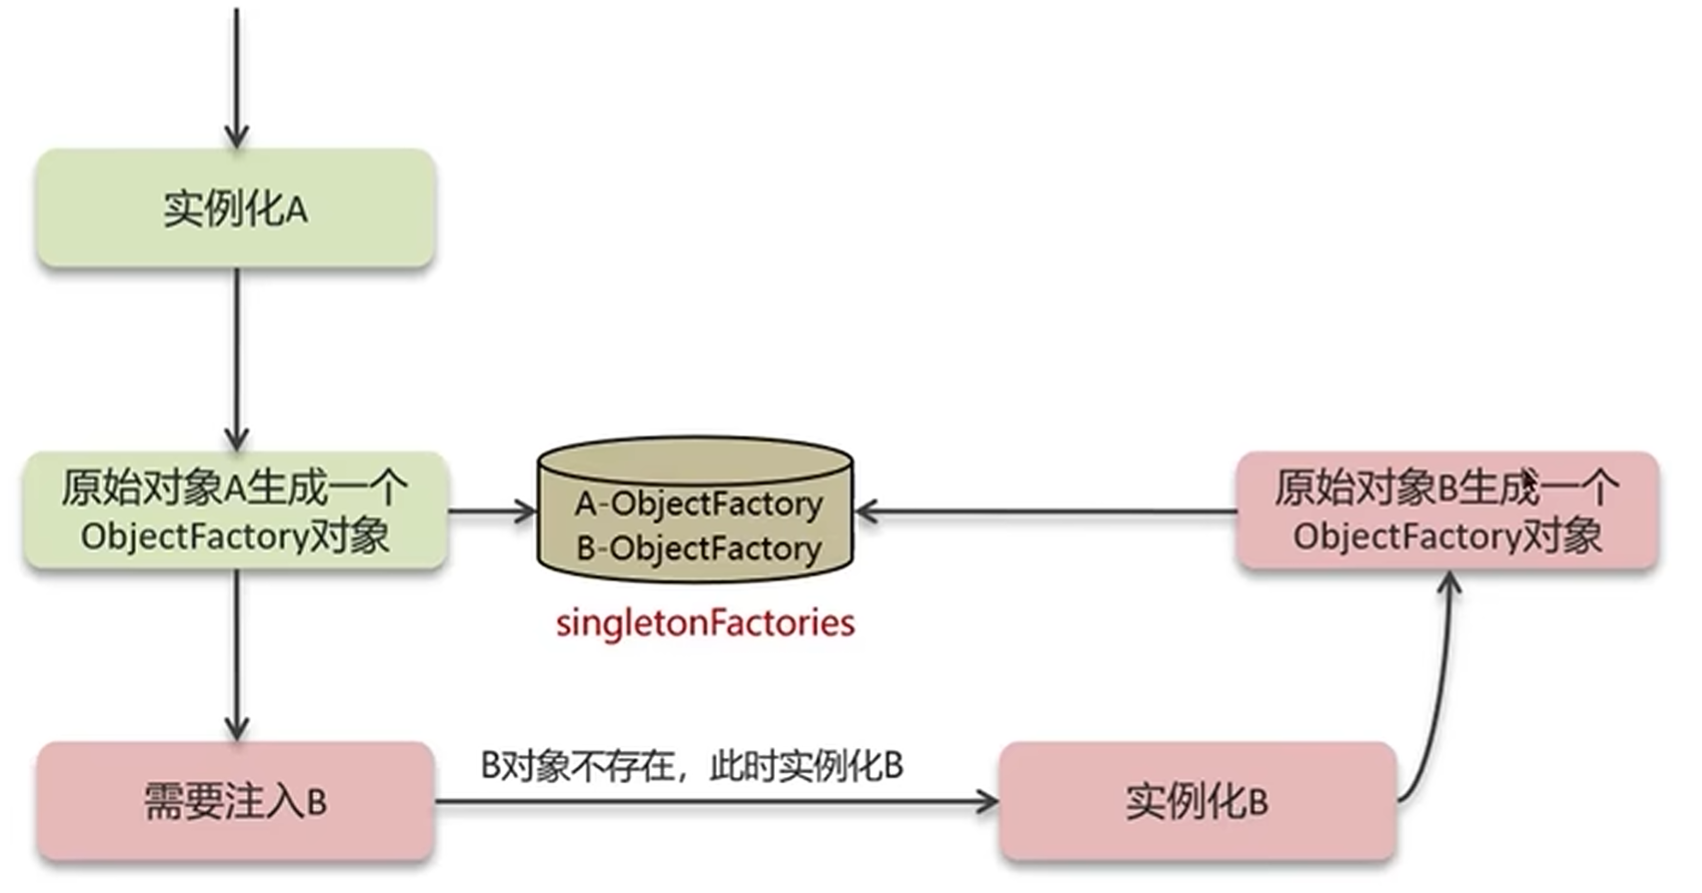 实例化A
原始对象A生成一个
ObjectFactory对象
A-ObjectFactory
B-ObjectFactory
singletonFactories
原始对象B生成一个
ObjectFactory对象
需要注入B
B对象不存在，此时实例化B
实例化B